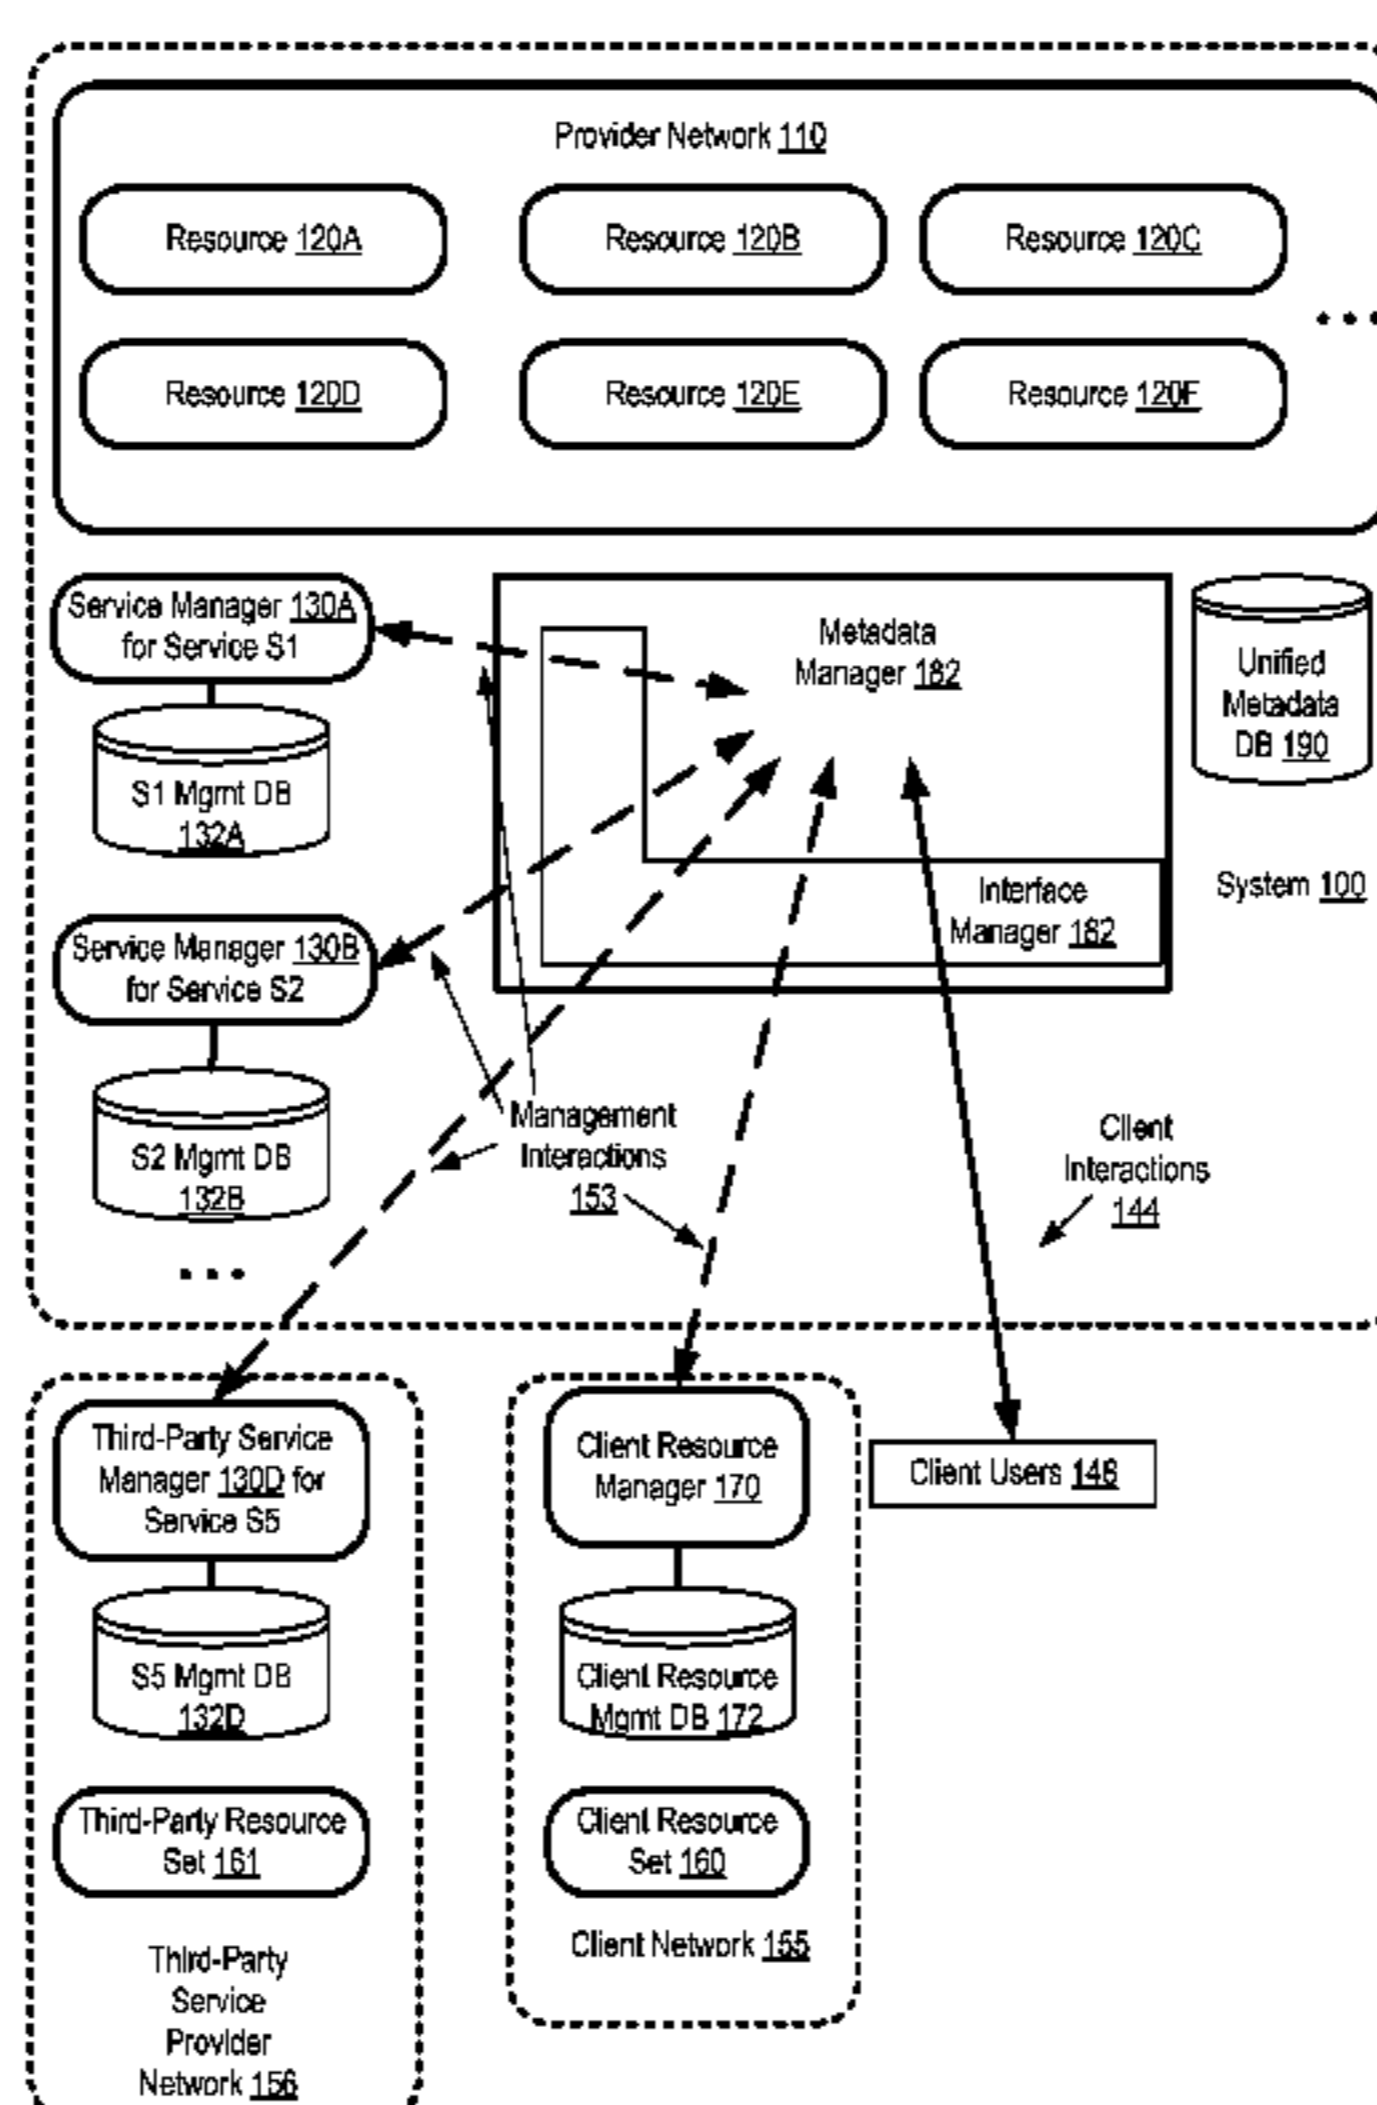 Provider Network 110
Resource 120A
Resource 120B
Resource 120C
...
Resource 120D
Resource 120E
Resource 120F
Service Manager 130A
for Service S1
Metadata
Manager 182
Unified
Metadata
DB 190
S1 Mgmt DB
132A
Interface
Manager 162
System 100
Service Manager 130B
for Service S2
Management
Interactions
153
Client
Interactions
144
S2 Mgmt DB
132B
...
Third-Party Service
Manager 130D for
Service S5
Client Resource
Manager 170
Client Users 148
S5 Mgmt DB
132D
Client Resource
Mgmt DB 172
Third-Party Resource
Set 161
Client Resource
Set 160
Client Network 155
Third-Party
Service
Provider
Network 156